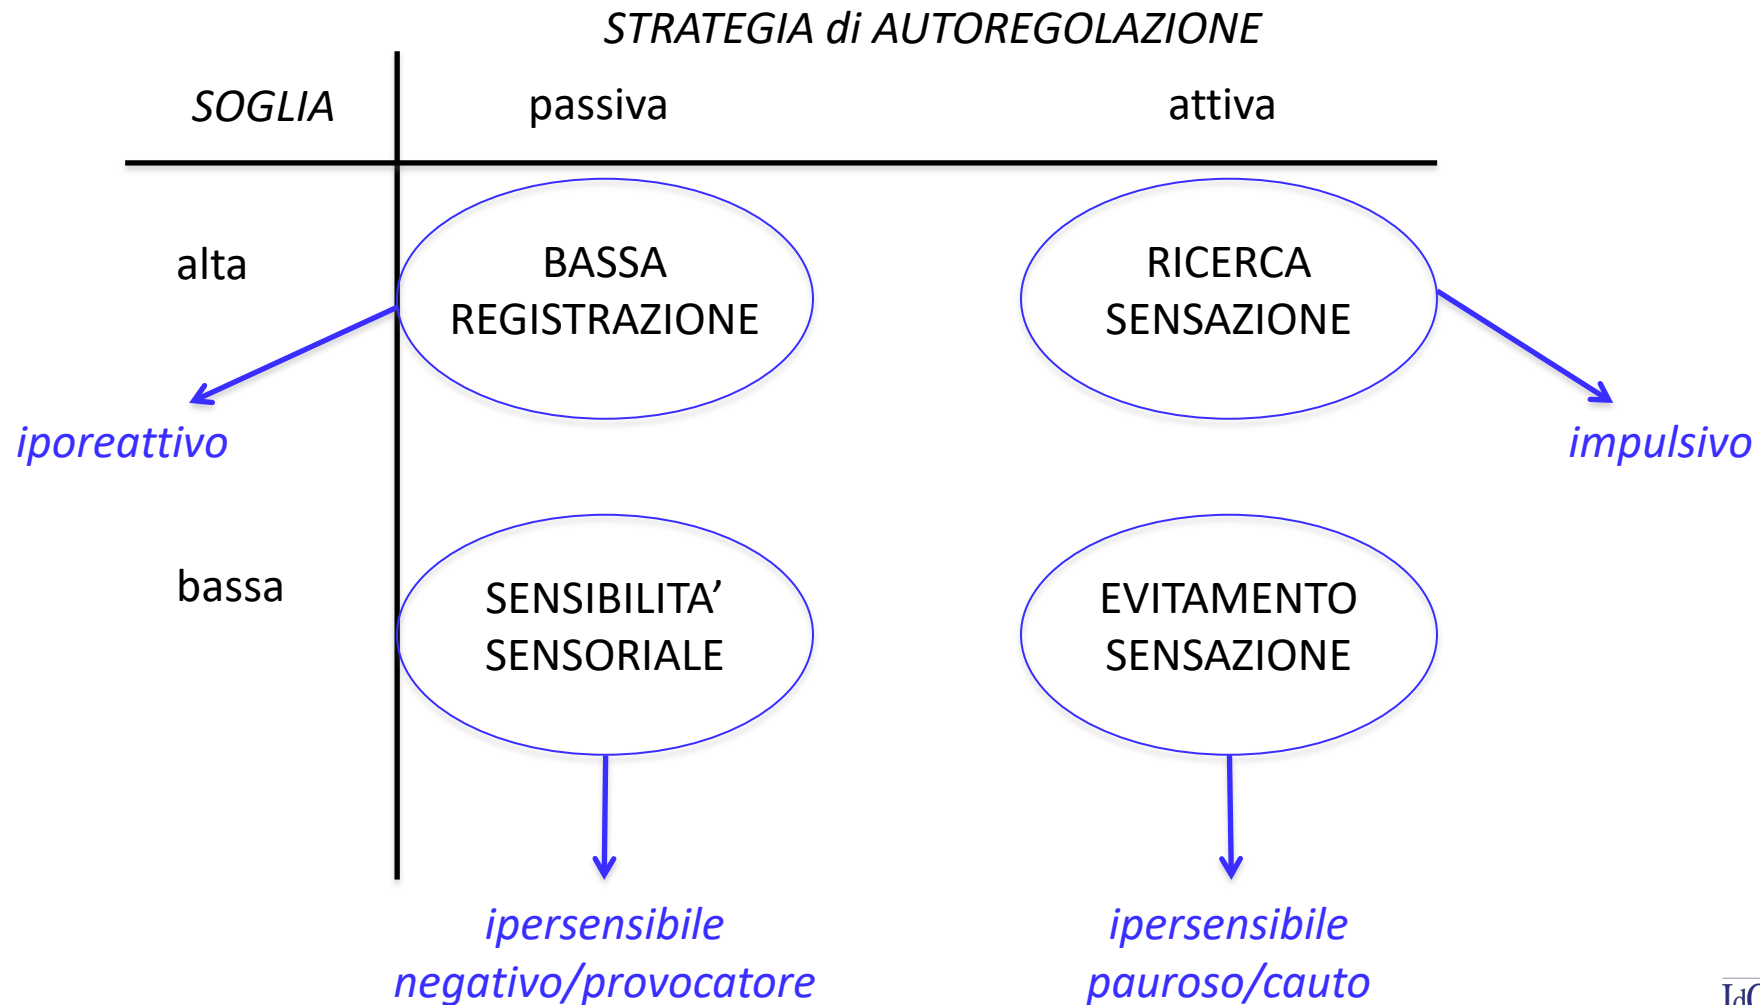 STRATEGIA di AUTOREGOLAZIONE
SOGLIA passiva attiva
alta
BASSA
REGISTRAZIONE
RICERCA
SENSAZIONE
iporeattivo
impulsivo
bassa
SENSIBILITA’
SENSORIALE
EVITAMENTO
SENSAZIONE
ipersensibile
negativo/provocatore
ipersensibile
pauroso/cauto